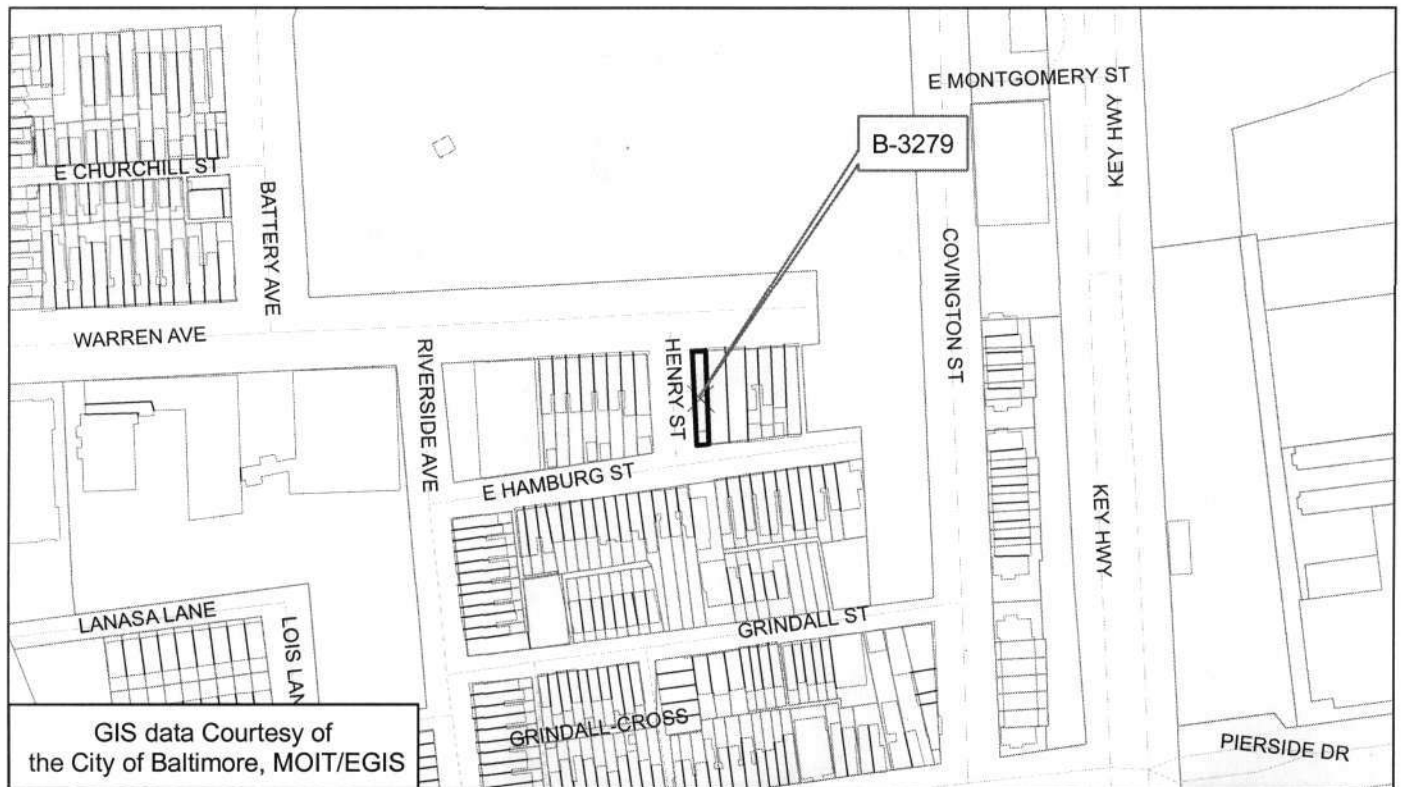 E MONTGOMERY ST
KEY HWY
B-3279
E CHURCHILL ST
BATTERY AVE
COVINGTON ST
WARREN AVE
RIVERSIDE AVE
HENRY ST
E HAMBURG ST
KEY HWY
LANASA LANE
LOIS LAN
GRINDALL ST
GRINDALL-CROSS
PIERSIDE DR
GIS data Courtesy of
the City of Baltimore, MOIT/EGIS